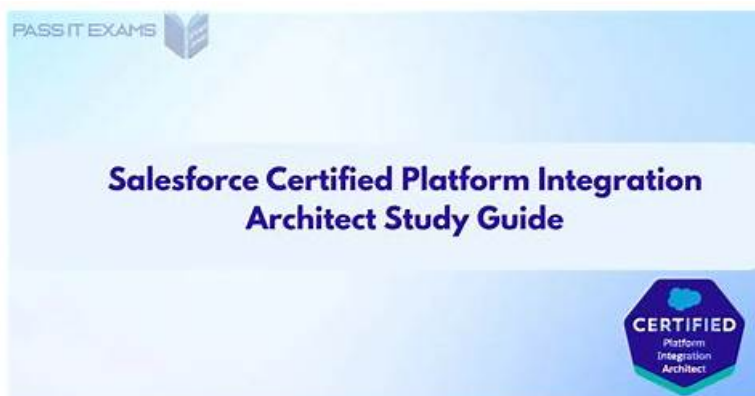 PASS IT EXAMS
Salesforce Certified Platform Integration
Architect Study Guide
CERTIFIED
Platform
Integration
Architect